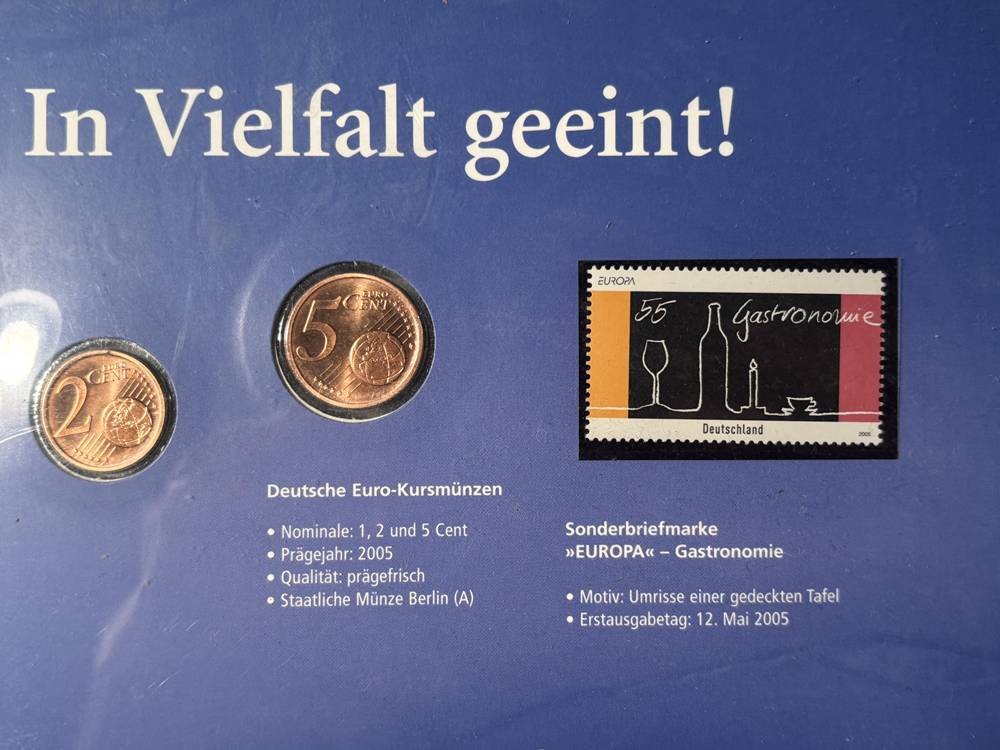 In Vielfalt geeint!
2 EURO CENT
5 EURO CENT
EUROPA
55 Gastronomie
Deutschland
2005
Deutsche Euro-Kursmünzen
• Nominale: 1, 2 und 5 Cent
• Prägejahr: 2005
• Qualität: prägefrisch
• Staatliche Münze Berlin (A)
Sonderbriefmarke
»EUROPA« – Gastronomie
• Motiv: Umrisse einer gedeckten Tafel
• Erstausgabetag: 12. Mai 2005